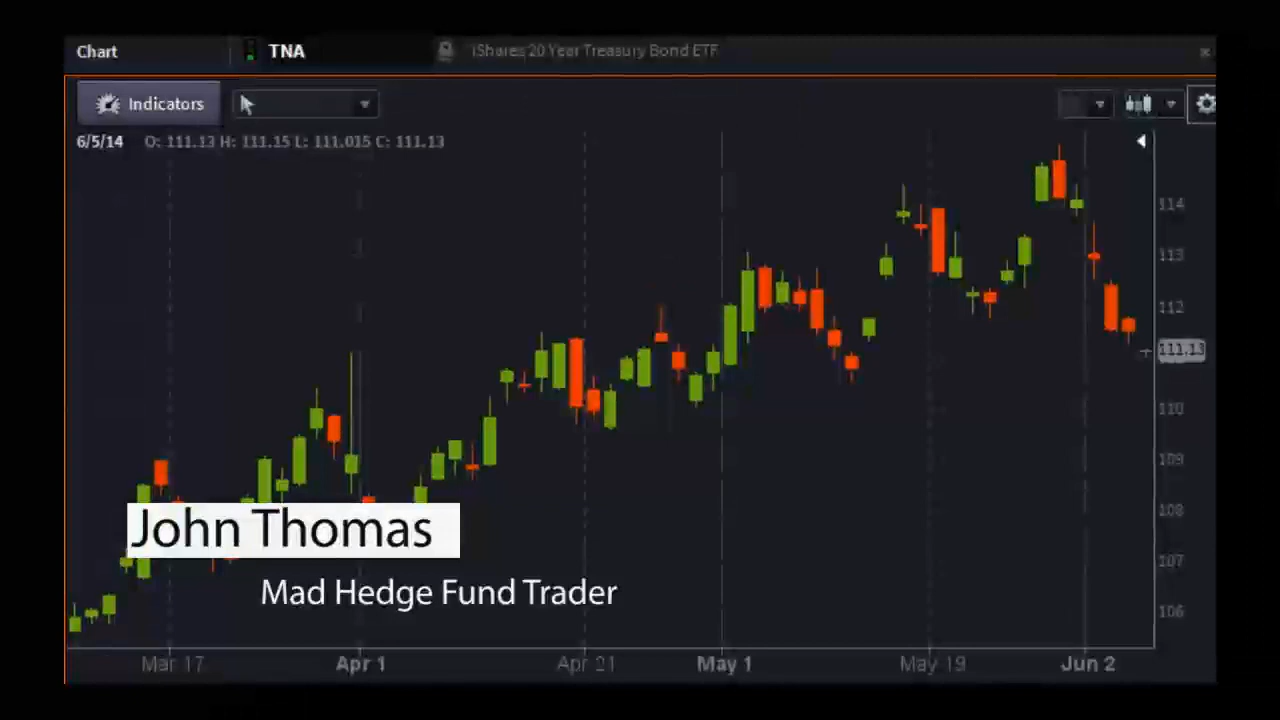 Chart TNA iShares 20 Year Treasury Bond ETF ×
Indicators
6/5/14 O: 111.13 H: 111.15 L: 111.015 C: 111.13
114
113
112
111.13
110
109
108
107
106
John Thomas
Mad Hedge Fund Trader
Mar 17 Apr 1 Apr 21 May 1 May 19 Jun 2